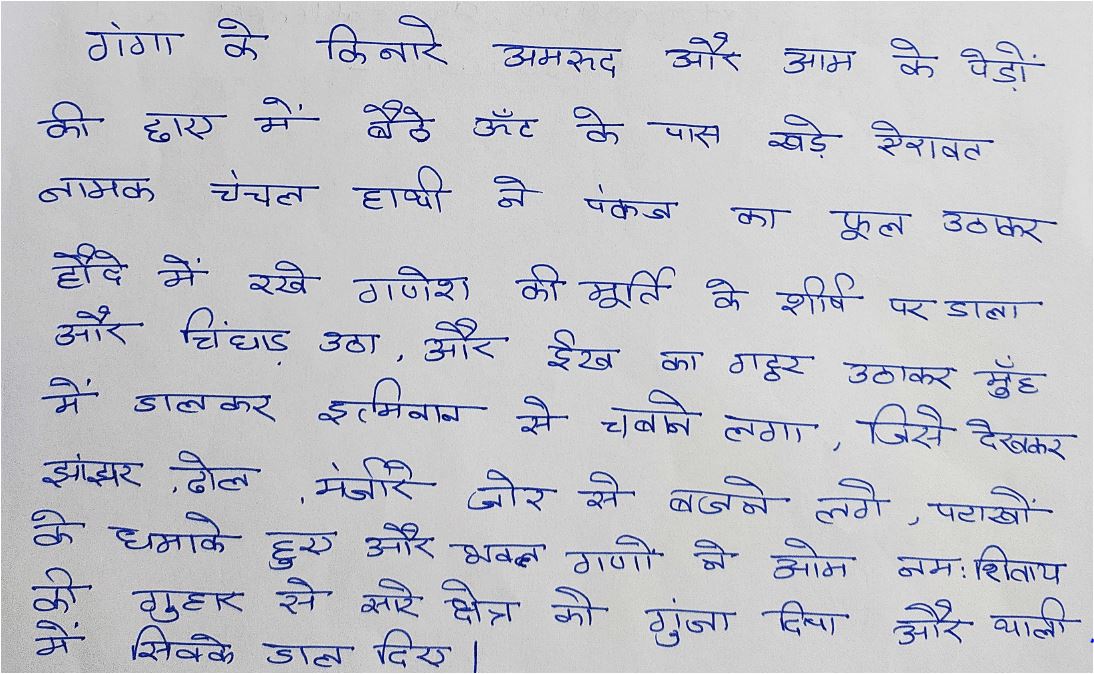 गंगा के किनारे अमरुद और आम के पेड़ों
की छाए में बैठे ऊँट के पास खड़े ऐरावत
नामक चंचल हाथी ने पंकज का फूल उठाकर
हौदे में रखे गणेश की मूर्ति के शीर्ष पर डाला
और चिंघाड़ उठा, और ईख का गट्ठर उठाकर मुँह
में डालकर इत्मिनान से चबाने लगा, जिसे देखकर
झांझर, ढोल, मंजीरे जोर से बजने लगे, पटाखों
के धमाके हुए और भक्त गणों ने ओम नमः शिवाय
की गुहार से सारे क्षेत्र को गुंजा दिया और थाली
में सिक्के डाल दिए।